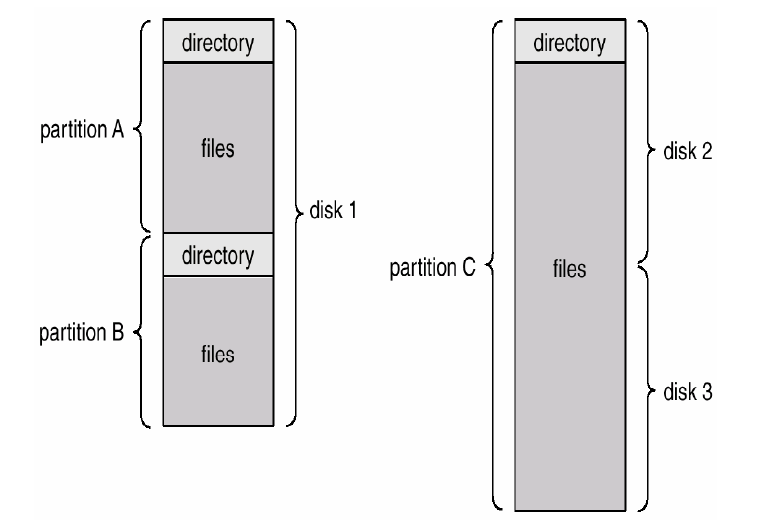 directory
partition A
files
disk 1
directory
partition B
files
directory
disk 2
partition C
files
disk 3